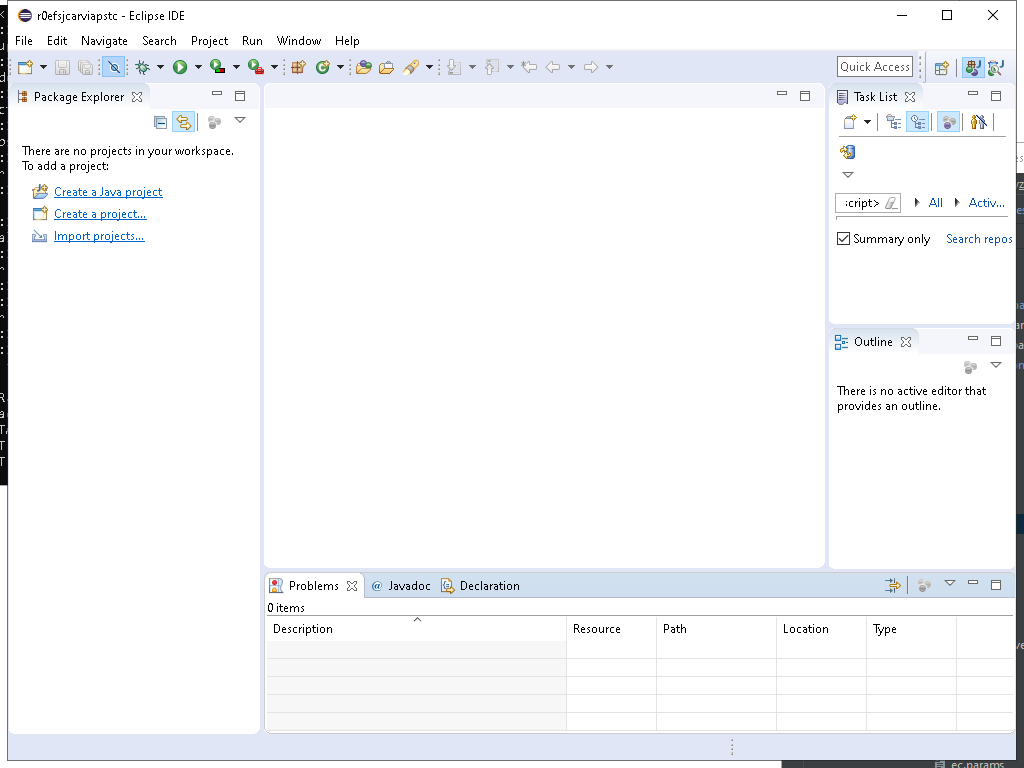 r0efsjcarviapstc - Eclipse IDE
File Edit Navigate Search Project Run Window Help
Quick Access
Package Explorer
Task List
There are no projects in your workspace.
To add a project:
Create a Java project
Create a project...
Import projects...
:cript> All Activ...
Summary only Search repos
Outline
There is no active editor that
provides an outline.
Problems @ Javadoc Declaration
0 items
Description Resource Path Location Type
ec.params